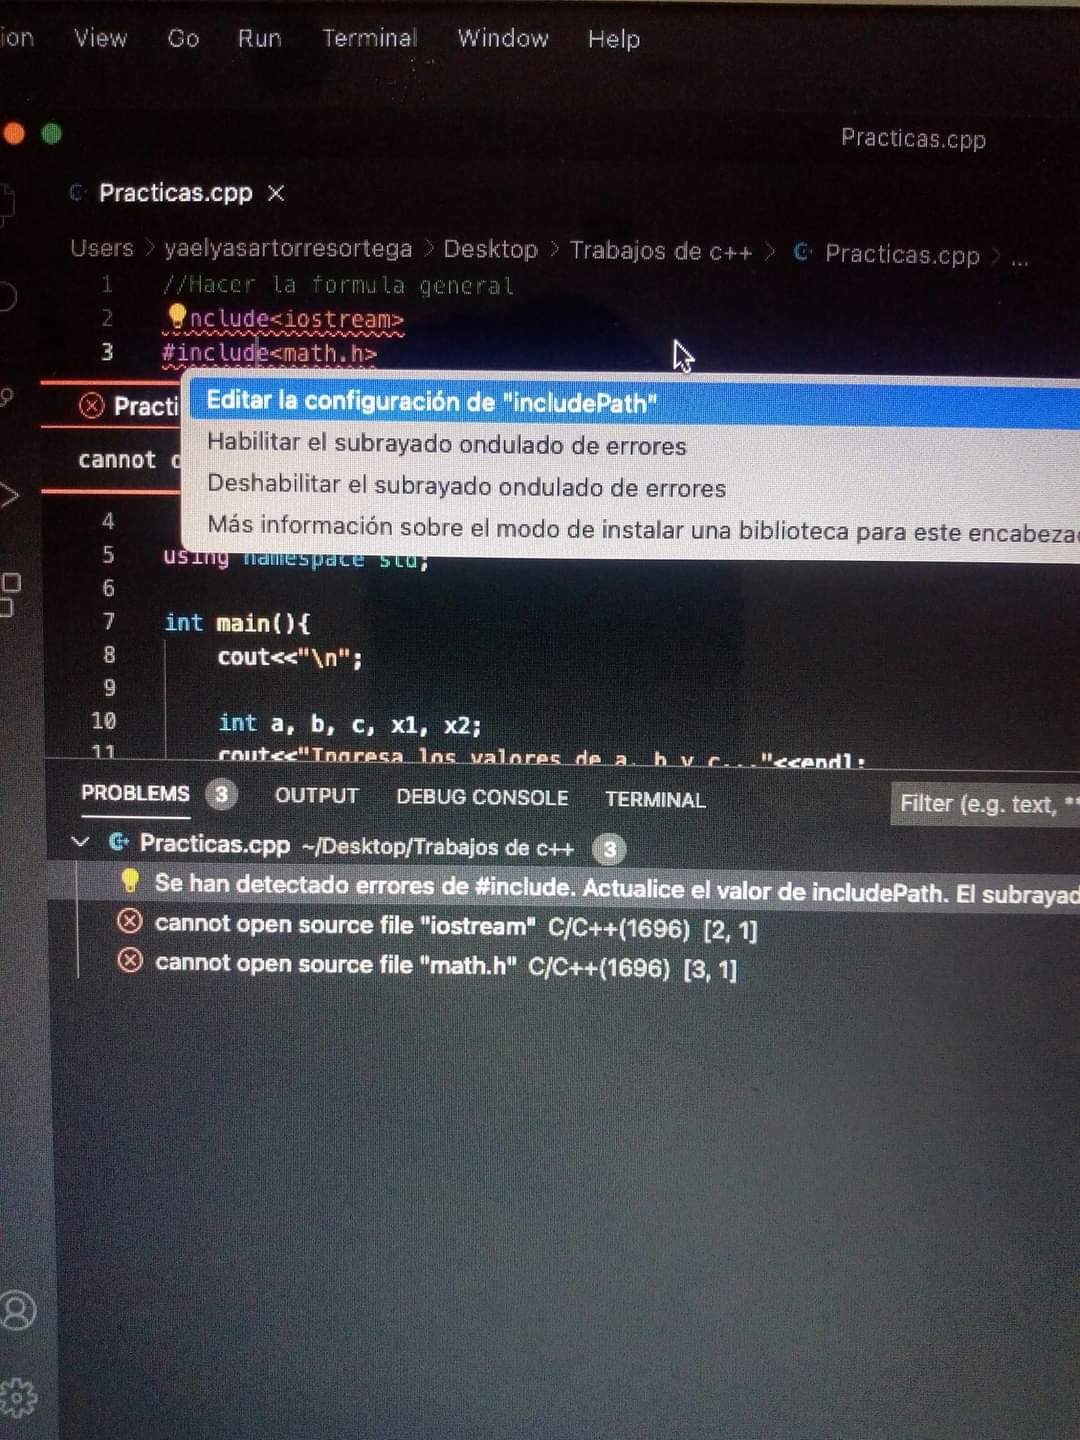 View Go Run Terminal Window Help
Practicas.cpp
Practicas.cpp
Users > yaelyasartorresortega > Desktop > Trabajos de c++ > Practicas.cpp > ...
1 //Hacer la formula general
2 nclude<iostream>
3 #include<math.h>
Practi
cannot
Editar la configuración de "includePath"
Habilitar el subrayado ondulado de errores
Deshabilitar el subrayado ondulado de errores
Más información sobre el modo de instalar una biblioteca para este encabeza
4
5 using namespace std;
6
7 int main(){
8 cout<<"\n";
9
10 int a, b, c, x1, x2;
11 cout<<"Ingresa los valores de a, b y c..."<<endl;
PROBLEMS 3 OUTPUT DEBUG CONSOLE TERMINAL Filter (e.g. text, **
Practicas.cpp ~/Desktop/Trabajos de c++ 3
Se han detectado errores de #include. Actualice el valor de includePath. El subrayad
cannot open source file "iostream" C/C++(1696) [2, 1]
cannot open source file "math.h" C/C++(1696) [3, 1]